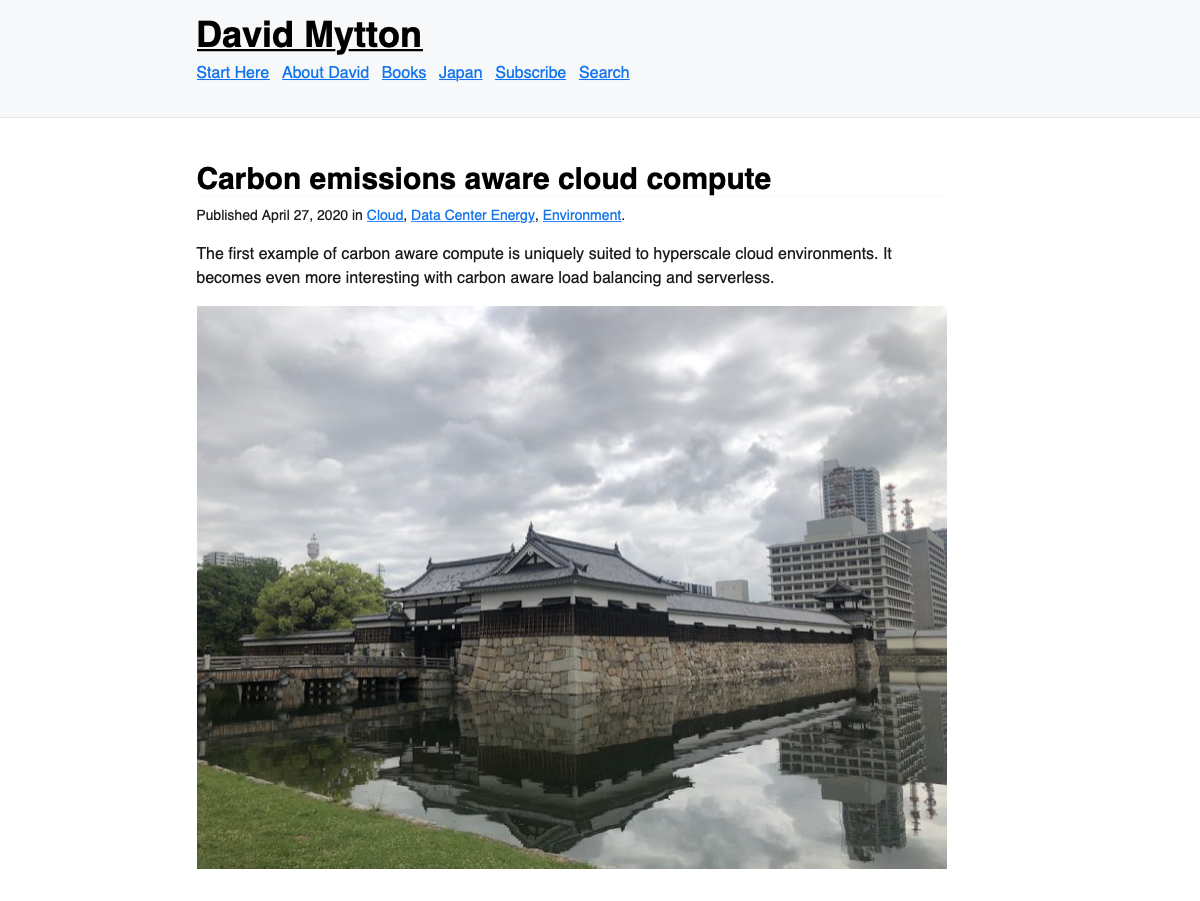 David Mytton
Start Here About David Books Japan Subscribe Search
Carbon emissions aware cloud compute
Published April 27, 2020 in Cloud, Data Center Energy, Environment.
The first example of carbon aware compute is uniquely suited to hyperscale cloud environments. It
becomes even more interesting with carbon aware load balancing and serverless.